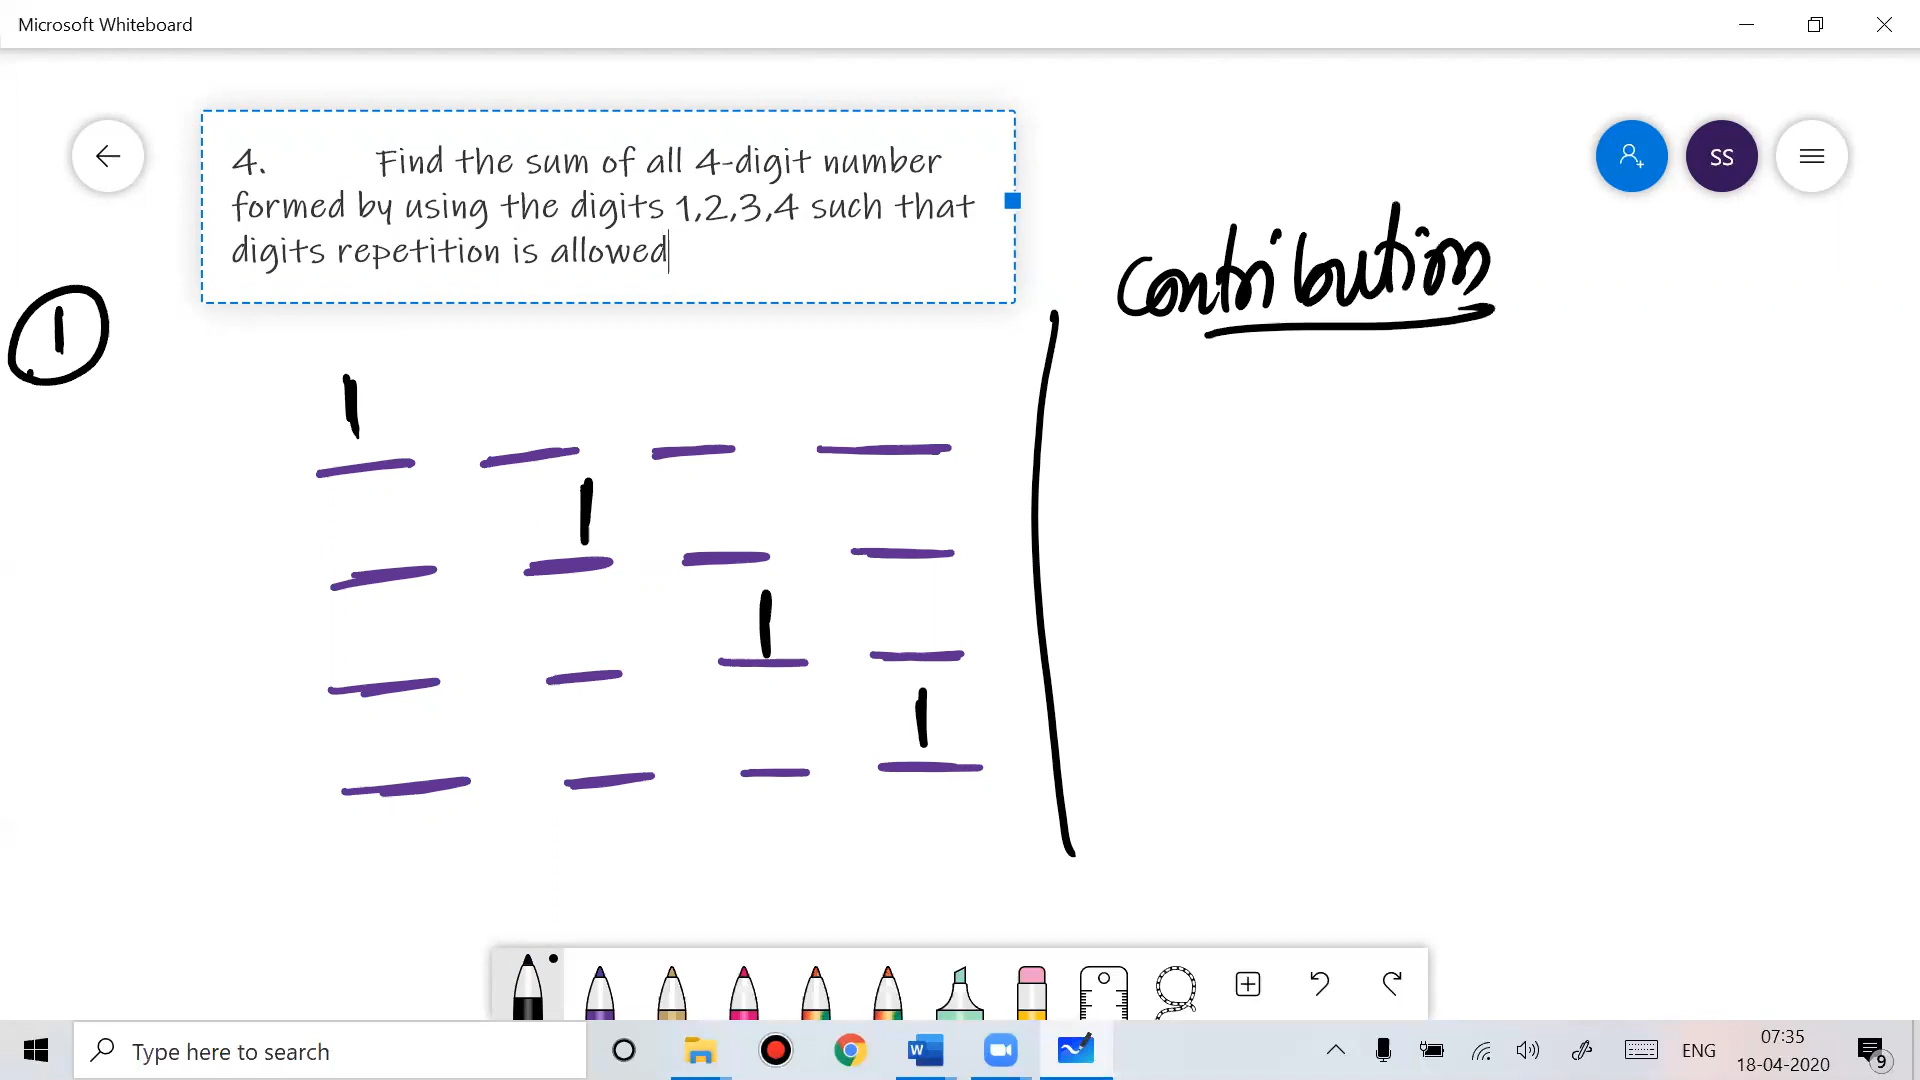 Microsoft Whiteboard
4. Find the sum of all 4-digit number
formed by using the digits 1,2,3,4 such that
digits repetition is allowed
SS
Contribution
1
1
1
1
1
Type here to search
W
ENG
07:35
18-04-2020
9